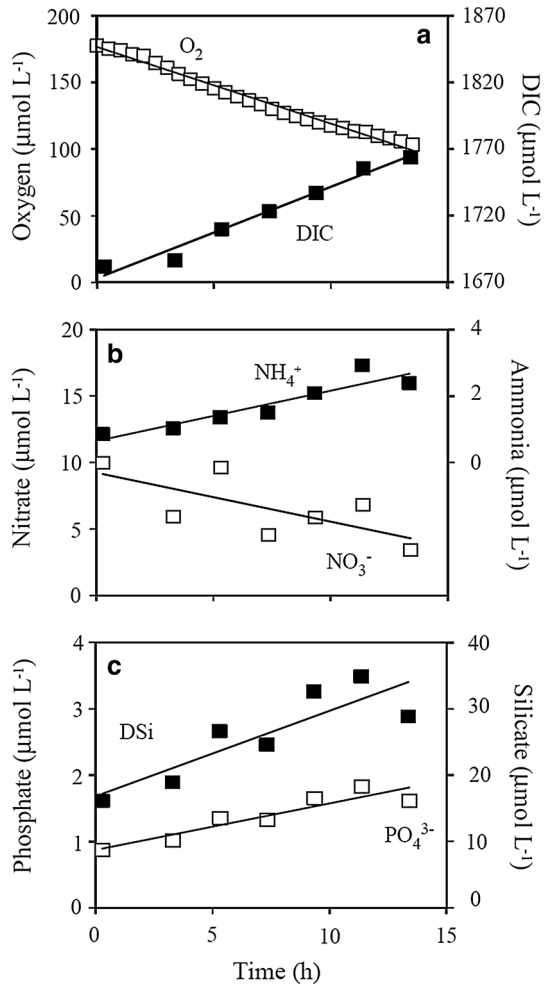 200
150
100
50
0
Oxygen (μmol L⁻¹)
a
O₂
DIC
1870
1820
1770
1720
1670
DIC (μmol L⁻¹)
20
15
10
5
0
Nitrate (μmol L⁻¹)
b
NH₄⁺
NO₃⁻
4
2
0
Ammonia (μmol L⁻¹)
4
3
2
1
0
Phosphate (μmol L⁻¹)
c
DSi
PO₄³⁻
40
30
20
10
0
Silicate (μmol L⁻¹)
0 5 10 15
Time (h)